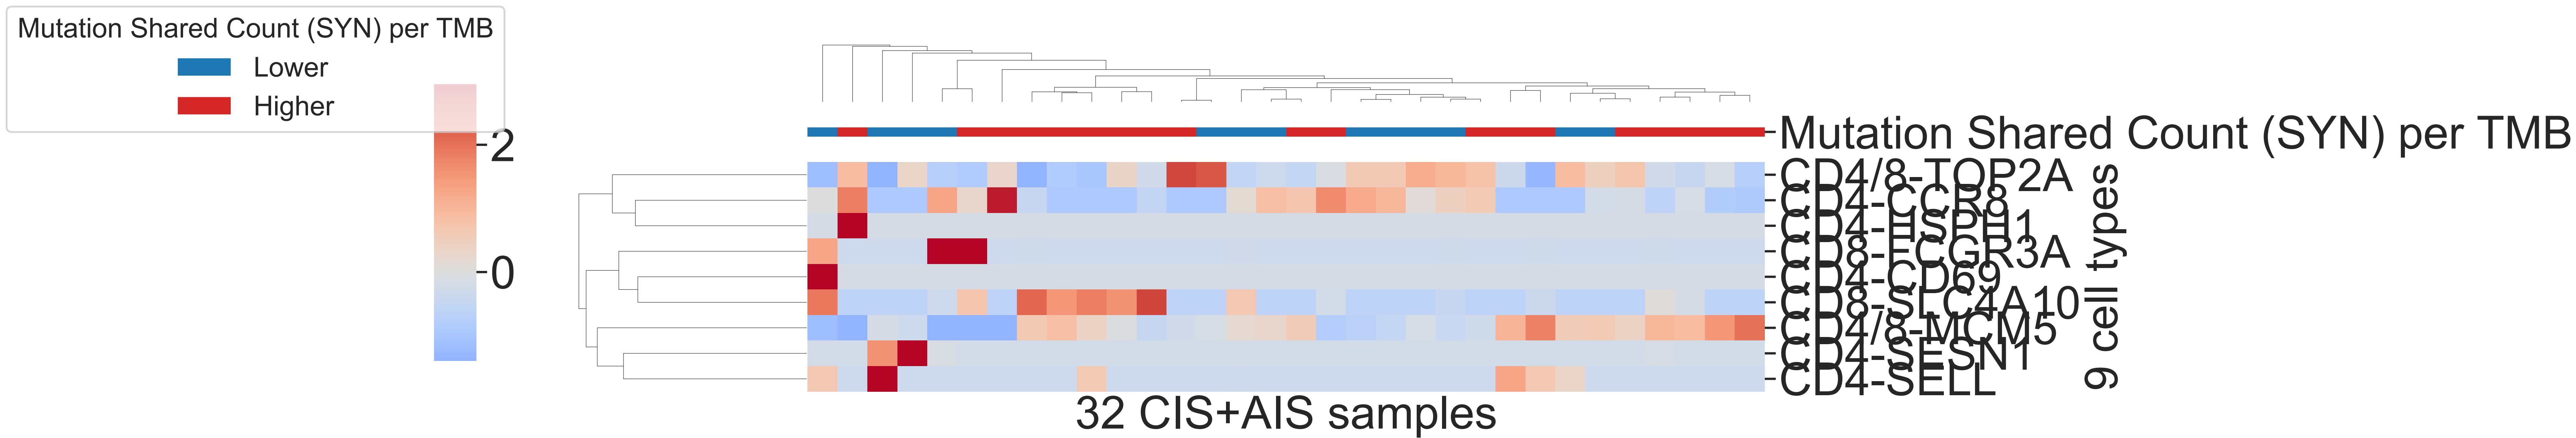 Mutation Shared Count (SYN) per TMB
Lower
Higher
2
0
Mutation Shared Count (SYN) per TMB
CD4/8-TOP2A
CD4-CCR8
CD4-HSPH1
CD8-FCGR3A
CD4-CD69
CD8-SLC4A10
CD4/8-MCM5
CD4-SESN1
CD4-SELL
9 cell types
32 CIS+AIS samples